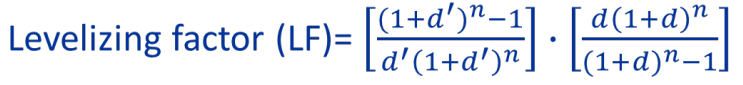 Levelizing factor (LF)= [((1+d′)ⁿ−1)/(d′(1+d′)ⁿ)] · [(d(1+d)ⁿ)/((1+d)ⁿ−1)]